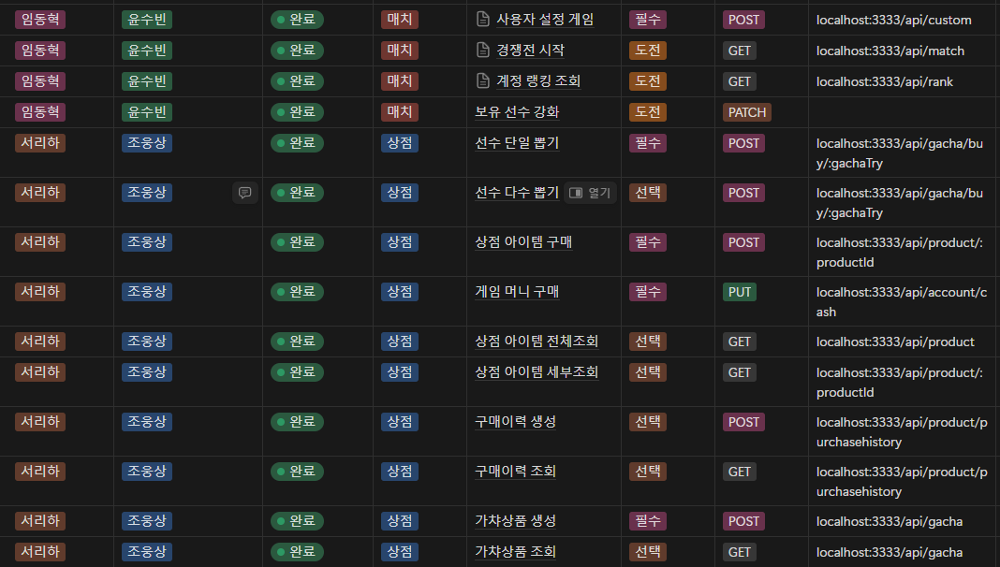 임동혁 윤수빈 완료 매치 사용자 설정 게임 필수 POST localhost:3333/api/custom
임동혁 윤수빈 완료 매치 경쟁전 시작 도전 GET localhost:3333/api/match
임동혁 윤수빈 완료 매치 계정 랭킹 조회 도전 GET localhost:3333/api/rank
임동혁 윤수빈 완료 매치 보유 선수 강화 도전 PATCH
서리하 조웅상 완료 상점 선수 단일 뽑기 필수 POST localhost:3333/api/gacha/bu
y/:gachaTry
서리하 조웅상 완료 상점 선수 다수 뽑기 열기 선택 POST localhost:3333/api/gacha/bu
y/:gachaTry
서리하 조웅상 완료 상점 상점 아이템 구매 필수 POST localhost:3333/api/product/:
productId
서리하 조웅상 완료 상점 게임 머니 구매 필수 PUT localhost:3333/api/account/c
ash
서리하 조웅상 완료 상점 상점 아이템 전체조회 선택 GET localhost:3333/api/product
서리하 조웅상 완료 상점 상점 아이템 세부조회 선택 GET localhost:3333/api/product/:
productId
서리하 조웅상 완료 상점 구매이력 생성 선택 POST localhost:3333/api/product/p
urchasehistory
서리하 조웅상 완료 상점 구매이력 조회 선택 GET localhost:3333/api/product/p
urchasehistory
서리하 조웅상 완료 상점 가챠상품 생성 필수 POST localhost:3333/api/gacha
서리하 조웅상 완료 상점 가챠상품 조회 선택 GET localhost:3333/api/gacha